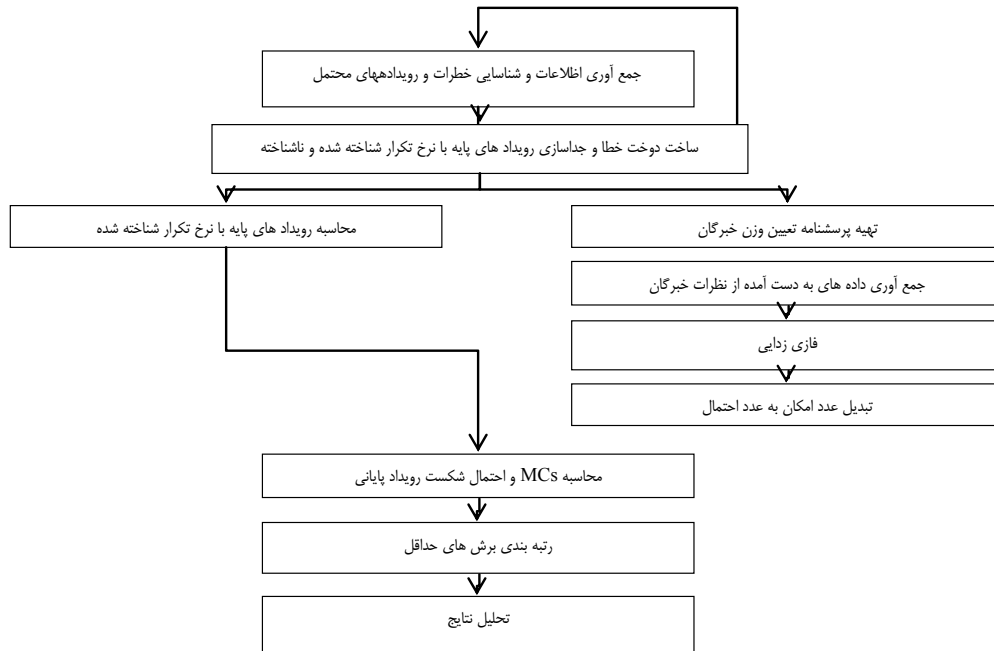 جمع آوری اظلاعات و شناسایی خطرات و رویدادههای محتمل
ساخت دوخت خطا و جداسازی رویداد های پایه با نرخ تکرار شناخته شده و ناشناخته
تهیه پرسشنامه تعیین وزن خبرگان
محاسبه رویداد های پایه با نرخ تکرار شناخته شده
جمع آوری داده های به دست آمده از نظرات خبرگان
فازی زدایی
تبدیل عدد امکان به عدد احتمال
محاسبه MCs و احتمال شکست رویداد پایانی
رتبه بندی برش های حداقل
تحلیل نتایج